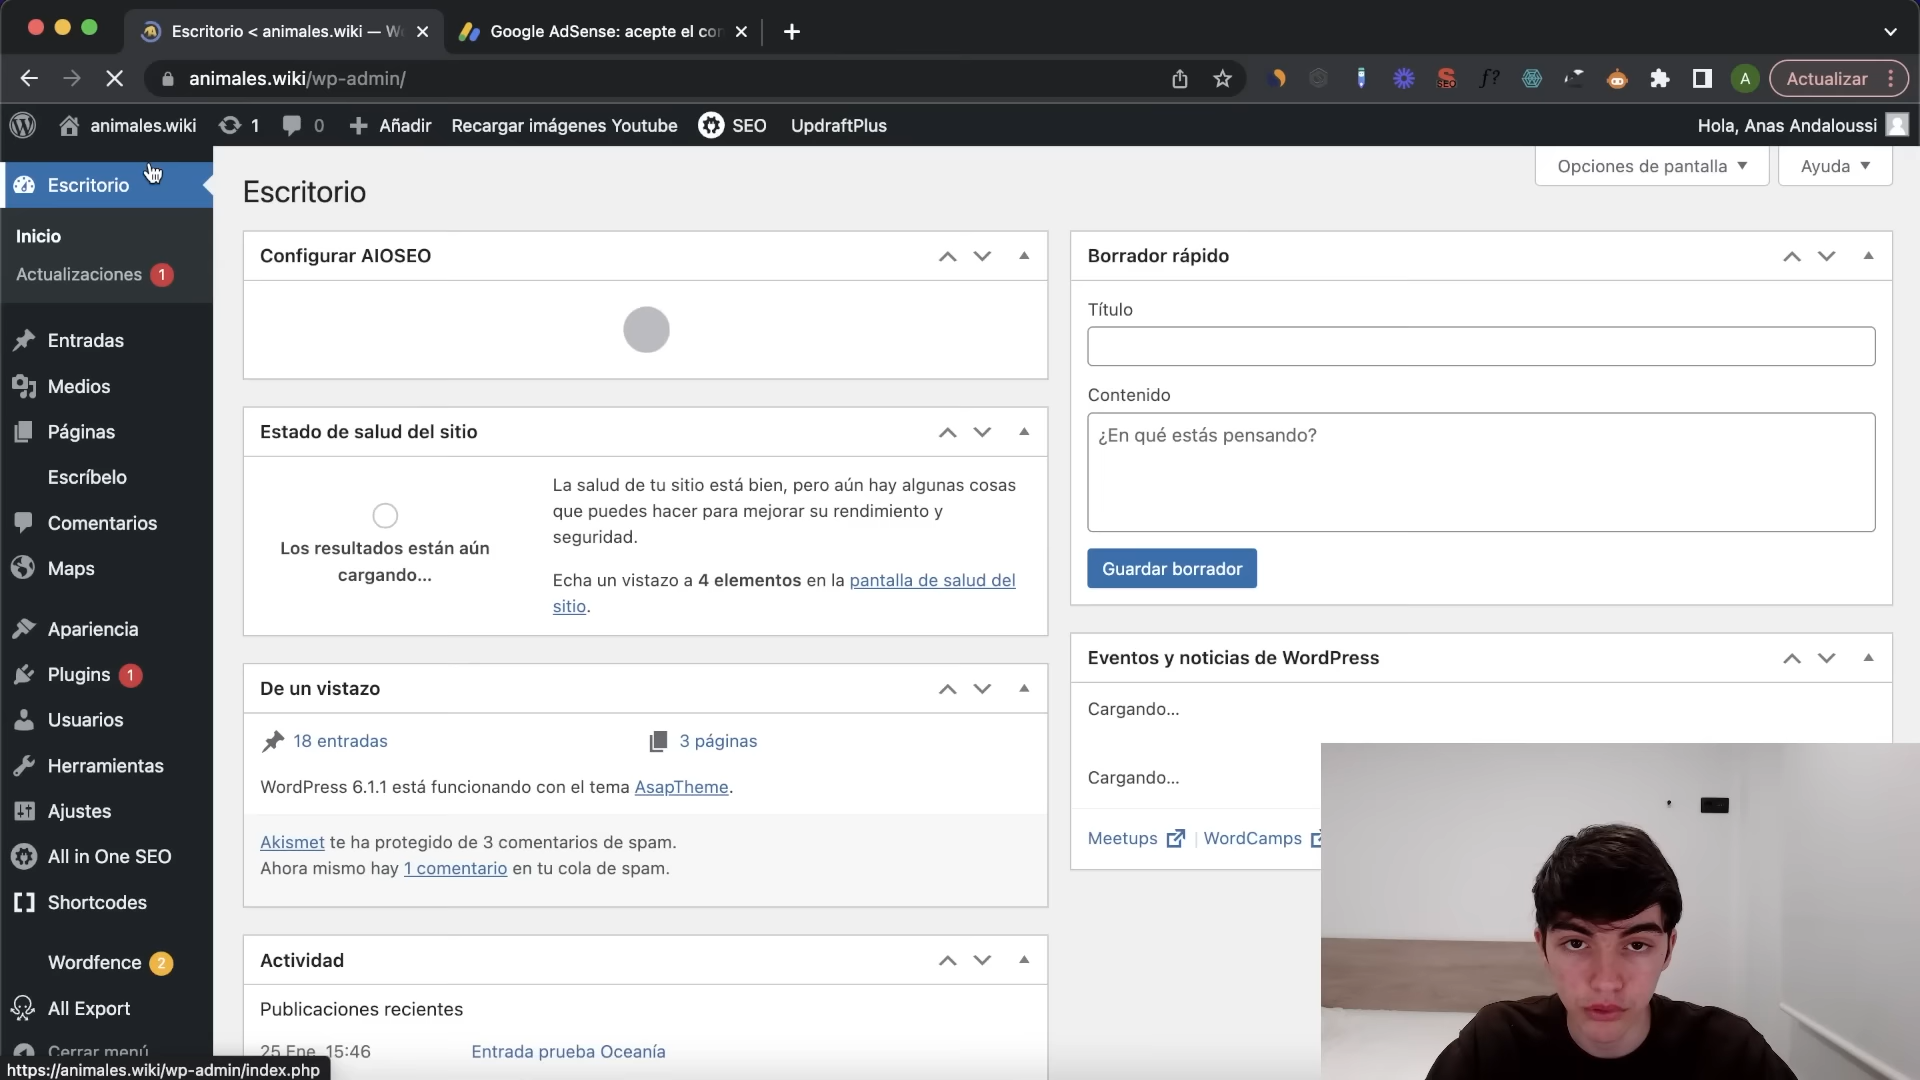 Escritorio < animales.wiki — W
Google AdSense: acepte el co
animales.wiki/wp-admin/
SEO
f?
A
Actualizar
animales.wiki
1
0
Añadir
Recargar imágenes Youtube
SEO
UpdraftPlus
Hola, Anas Andaloussi
Escritorio
Inicio
Actualizaciones 1
Entradas
Medios
Páginas
Escríbelo
Comentarios
Maps
Apariencia
Plugins 1
Usuarios
Herramientas
Ajustes
All in One SEO
Shortcodes
Wordfence 2
All Export
Cerrar menú
https://animales.wiki/wp-admin/index.php
Opciones de pantalla
Ayuda
Escritorio
Configurar AIOSEO
Estado de salud del sitio
Los resultados están aún
cargando...
La salud de tu sitio está bien, pero aún hay algunas cosas
que puedes hacer para mejorar su rendimiento y
seguridad.
Echa un vistazo a 4 elementos en la pantalla de salud del
sitio.
De un vistazo
18 entradas
3 páginas
WordPress 6.1.1 está funcionando con el tema AsapTheme.
Akismet te ha protegido de 3 comentarios de spam.
Ahora mismo hay 1 comentario en tu cola de spam.
Actividad
Publicaciones recientes
25 Ene, 15:46
Entrada prueba Oceanía
Borrador rápido
Título
Contenido
¿En qué estás pensando?
Guardar borrador
Eventos y noticias de WordPress
Cargando...
Cargando...
Meetups | WordCamps